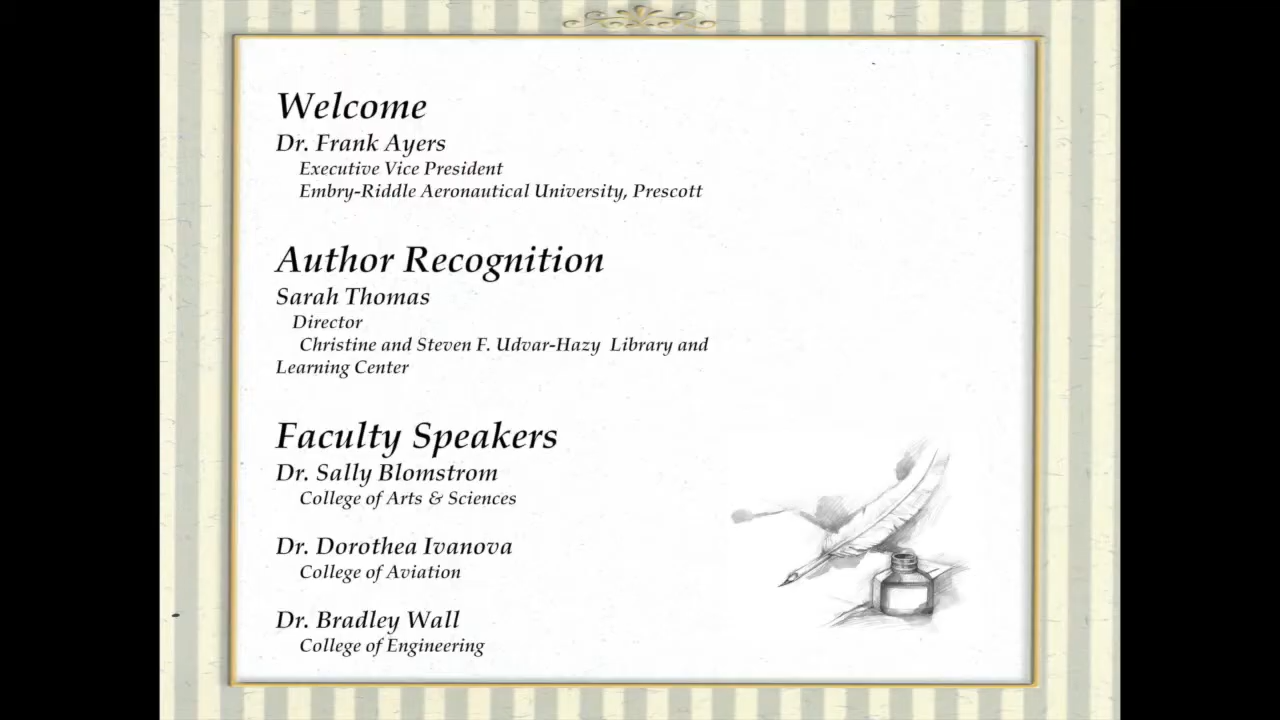 Welcome
Dr. Frank Ayers
Executive Vice President
Embry-Riddle Aeronautical University, Prescott
Author Recognition
Sarah Thomas
Director
Christine and Steven F. Udvar-Hazy Library and
Learning Center
Faculty Speakers
Dr. Sally Blomstrom
College of Arts & Sciences
Dr. Dorothea Ivanova
College of Aviation
Dr. Bradley Wall
College of Engineering